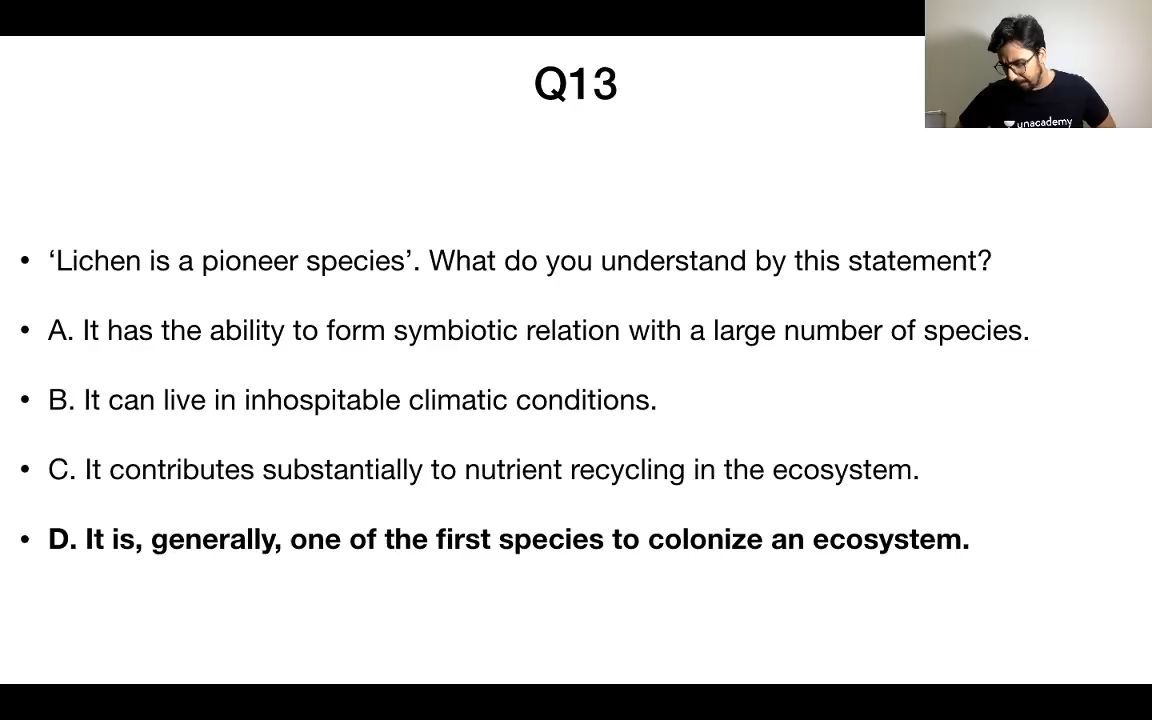 Q13
unacademy
• ‘Lichen is a pioneer species’. What do you understand by this statement?
• A. It has the ability to form symbiotic relation with a large number of species.
• B. It can live in inhospitable climatic conditions.
• C. It contributes substantially to nutrient recycling in the ecosystem.
• D. It is, generally, one of the first species to colonize an ecosystem.